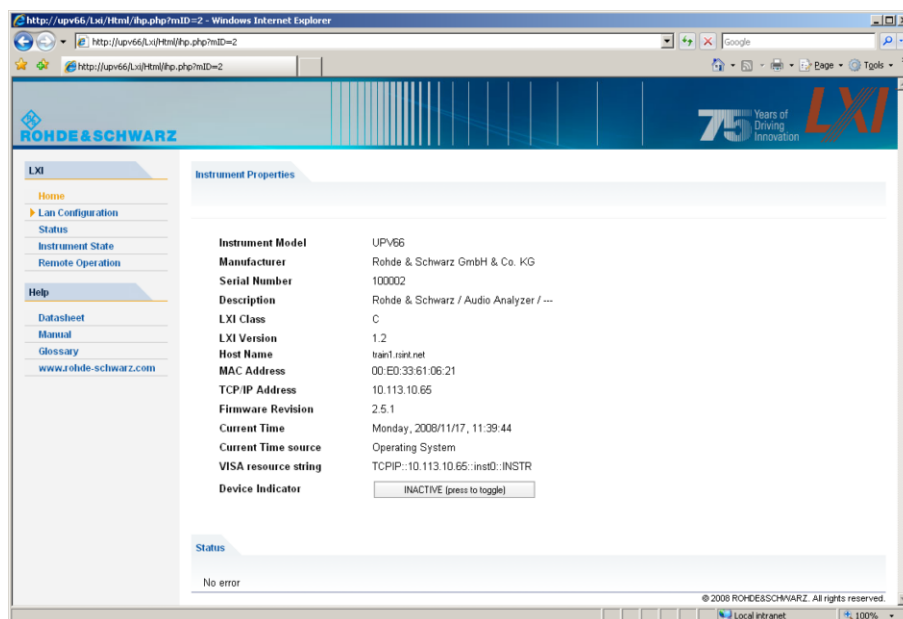 http://upv66/Lxi/Html/ihp.php?mID=2 - Windows Internet Explorer
http://upv66/Lxi/Html/ihp.php?mID=2
Google
http://upv66/Lxi/Html/ihp.php?mID=2
Page
Tools
ROHDE&SCHWARZ
75 Years of Driving Innovation
LXI
LXI
Home
Lan Configuration
Status
Instrument State
Remote Operation
Help
Datasheet
Manual
Glossary
www.rohde-schwarz.com
Instrument Properties
Instrument Model UPV66
Manufacturer Rohde & Schwarz GmbH & Co. KG
Serial Number 100002
Description Rohde & Schwarz / Audio Analyzer / ---
LXI Class C
LXI Version 1.2
Host Name train1.rsint.net
MAC Address 00:E0:33:61:06:21
TCP/IP Address 10.113.10.65
Firmware Revision 2.5.1
Current Time Monday, 2008/11/17, 11:39:44
Current Time source Operating System
VISA resource string TCPIP::10.113.10.65::inst0::INSTR
Device Indicator INACTIVE (press to toggle)
Status
No error
© 2008 ROHDE&SCHWARZ. All rights reserved.
Local intranet
100%